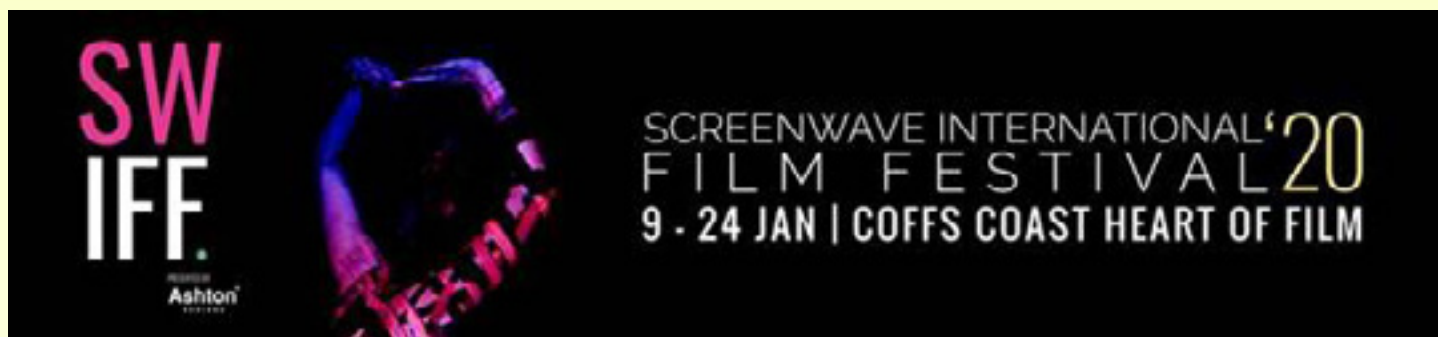 SW
IFF.
Ashton
SCREENWAVE INTERNATIONAL '20
FILM FESTIVAL
9 - 24 JAN | COFFS COAST HEART OF FILM